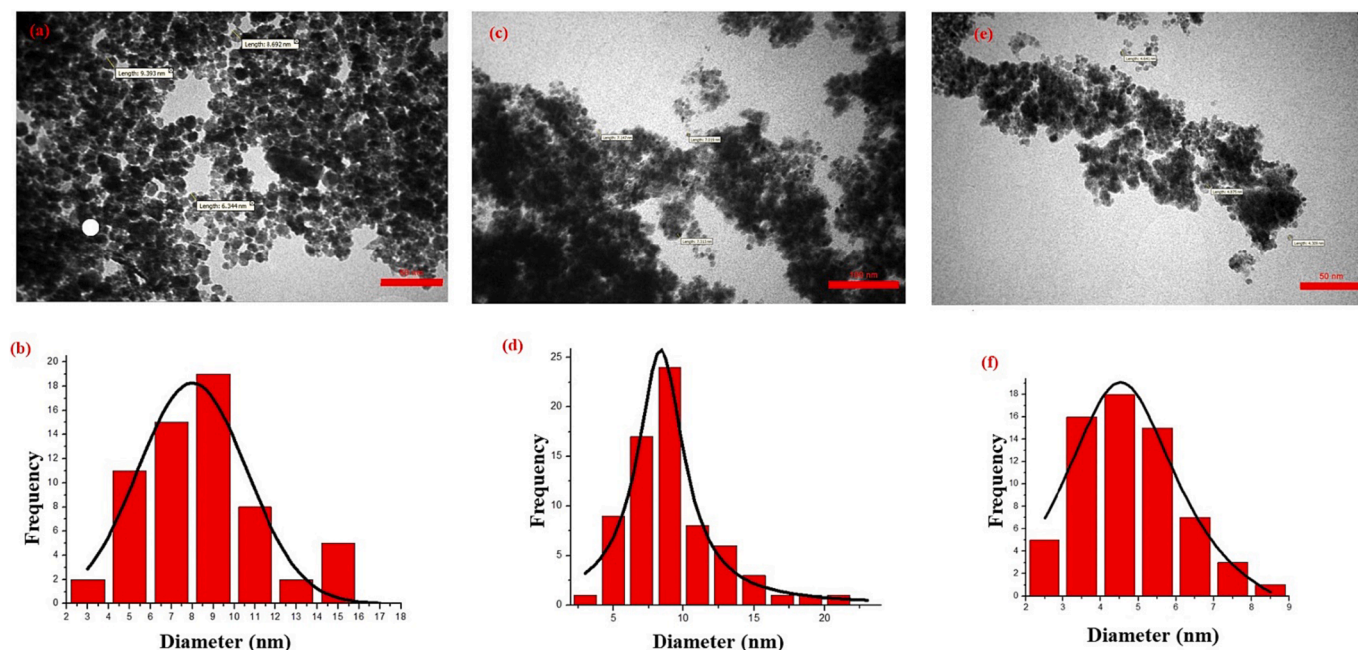 (a)
Length: 8.692 nm
Length: 9.393 nm
Length: 6.344 nm
(c)
100 nm
(e)
50 nm
(b)
Frequency
20
19
18
16
14
12
10
8
6
4
2
0
2 3 4 5 6 7 8 9 10 11 12 13 14 15 16 17 18
Diameter (nm)
(d)
Frequency
25
20
15
10
5
0
5 10 15 20
Diameter (nm)
(f)
Frequency
18
16
14
12
10
8
6
4
2
0
2 3 4 5 6 7 8 9
Diameter (nm)